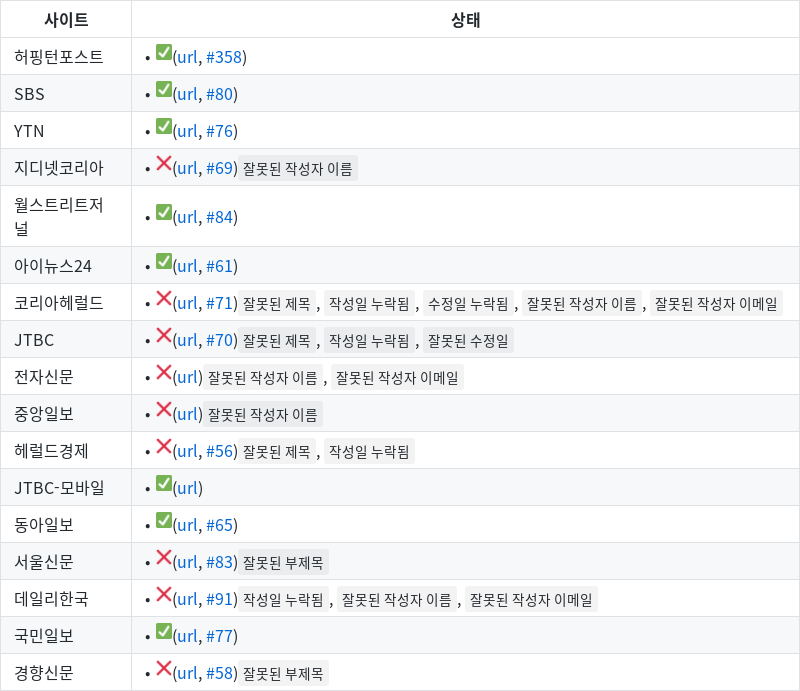 사이트 상태
허핑턴포스트 • ✅(url, #358)
SBS • ✅(url, #80)
YTN • ✅(url, #76)
지디넷코리아 • ❌(url, #69) 잘못된 작성자 이름
월스트리트저
널 • ✅(url, #84)
아이뉴스24 • ✅(url, #61)
코리아헤럴드 • ❌(url, #71) 잘못된 제목 , 작성일 누락됨 , 수정일 누락됨 , 잘못된 작성자 이름 , 잘못된 작성자 이메일
JTBC • ❌(url, #70) 잘못된 제목 , 작성일 누락됨 , 잘못된 수정일
전자신문 • ❌(url) 잘못된 작성자 이름 , 잘못된 작성자 이메일
중앙일보 • ❌(url) 잘못된 작성자 이름
헤럴드경제 • ❌(url, #56) 잘못된 제목 , 작성일 누락됨
JTBC-모바일 • ✅(url)
동아일보 • ✅(url, #65)
서울신문 • ❌(url, #83) 잘못된 부제목
데일리한국 • ❌(url, #91) 작성일 누락됨 , 잘못된 작성자 이름 , 잘못된 작성자 이메일
국민일보 • ✅(url, #77)
경향신문 • ❌(url, #58) 잘못된 부제목